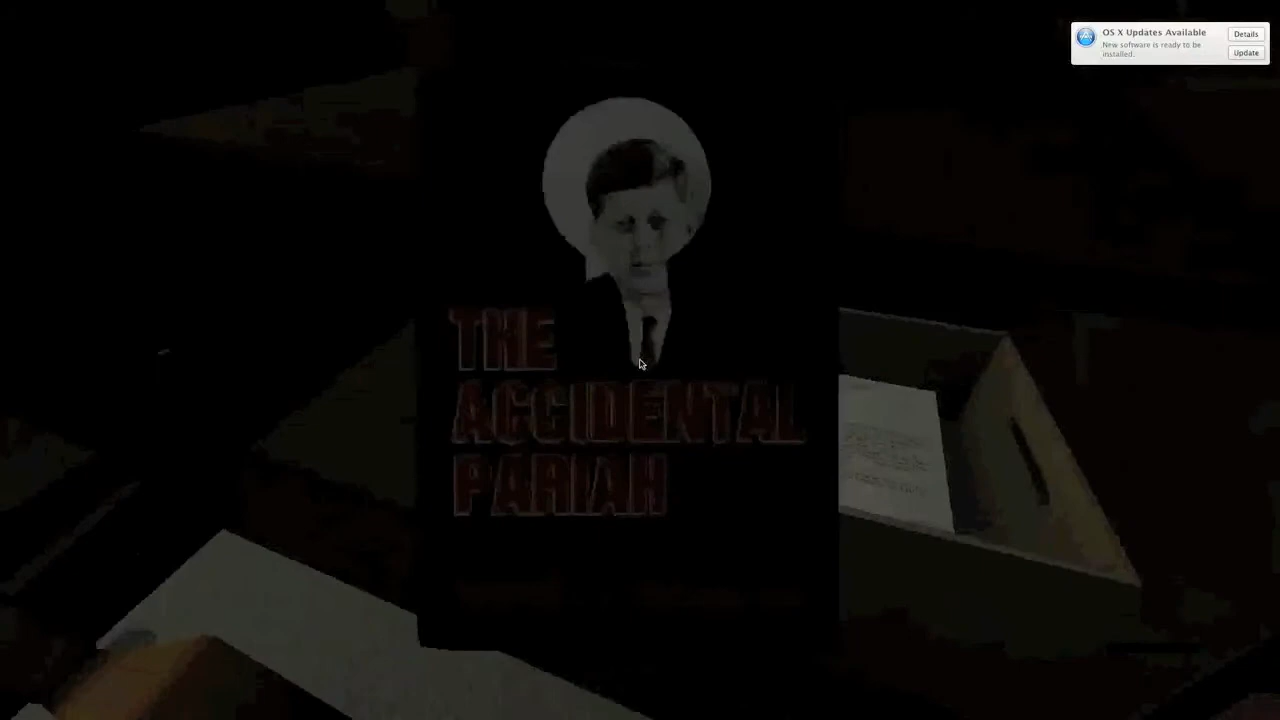 OS X Updates Available
Details
New software is ready to be
installed.
Update
THE
ACCIDENTAL
PARIAH